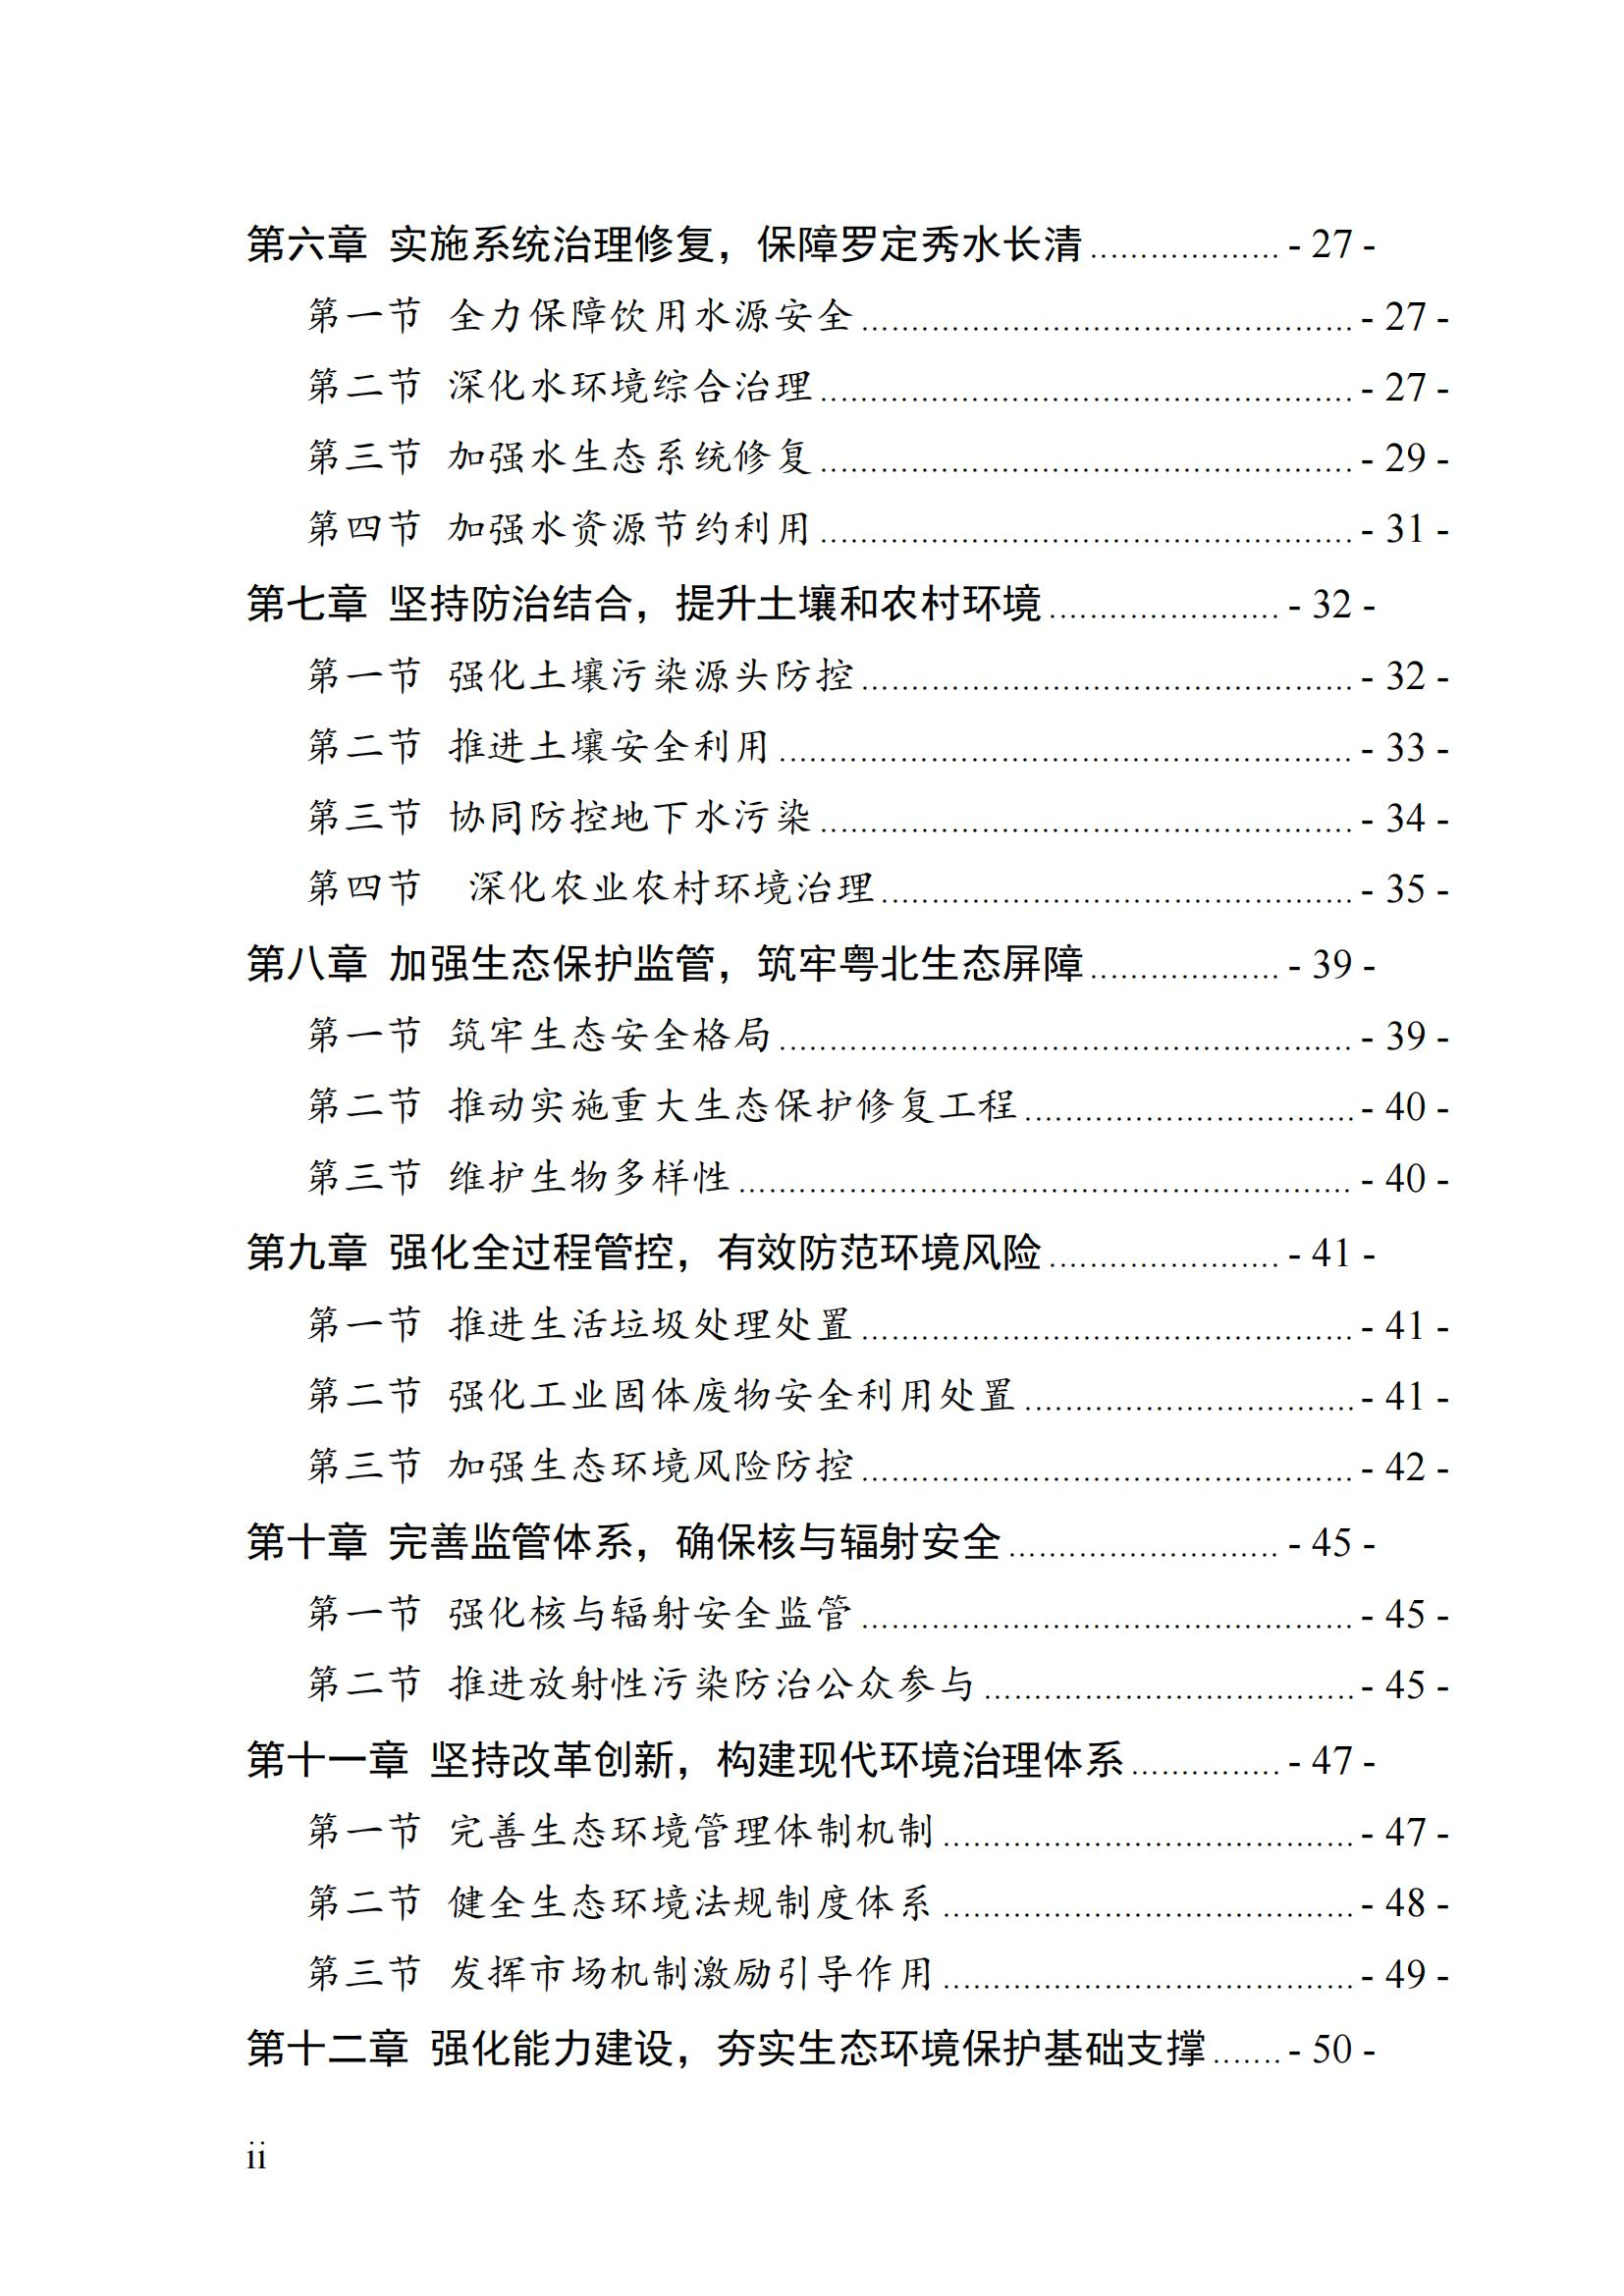 第六章 实施系统治理修复，保障罗定秀水长清................... - 27 -
第一节 全力保障饮用水源安全................................................. - 27 -
第二节 深化水环境综合治理..................................................... - 27 -
第三节 加强水生态系统修复..................................................... - 29 -
第四节 加强水资源节约利用..................................................... - 31 -
第七章 坚持防治结合，提升土壤和农村环境....................... - 32 -
第一节 强化土壤污染源头防控................................................. - 32 -
第二节 推进土壤安全利用......................................................... - 33 -
第三节 协同防控地下水污染..................................................... - 34 -
第四节 深化农业农村环境治理............................................... - 35 -
第八章 加强生态保护监管，筑牢粤北生态屏障................... - 39 -
第一节 筑牢生态安全格局......................................................... - 39 -
第二节 推动实施重大生态保护修复工程................................. - 40 -
第三节 维护生物多样性............................................................. - 40 -
第九章 强化全过程管控，有效防范环境风险....................... - 41 -
第一节 推进生活垃圾处理处置................................................. - 41 -
第二节 强化工业固体废物安全利用处置................................. - 41 -
第三节 加强生态环境风险防控................................................. - 42 -
第十章 完善监管体系，确保核与辐射安全........................... - 45 -
第一节 强化核与辐射安全监管................................................. - 45 -
第二节 推进放射性污染防治公众参与..................................... - 45 -
第十一章 坚持改革创新，构建现代环境治理体系............... - 47 -
第一节 完善生态环境管理体制机制......................................... - 47 -
第二节 健全生态环境法规制度体系......................................... - 48 -
第三节 发挥市场机制激励引导作用......................................... - 49 -
第十二章 强化能力建设，夯实生态环境保护基础支撑....... - 50 -
ii